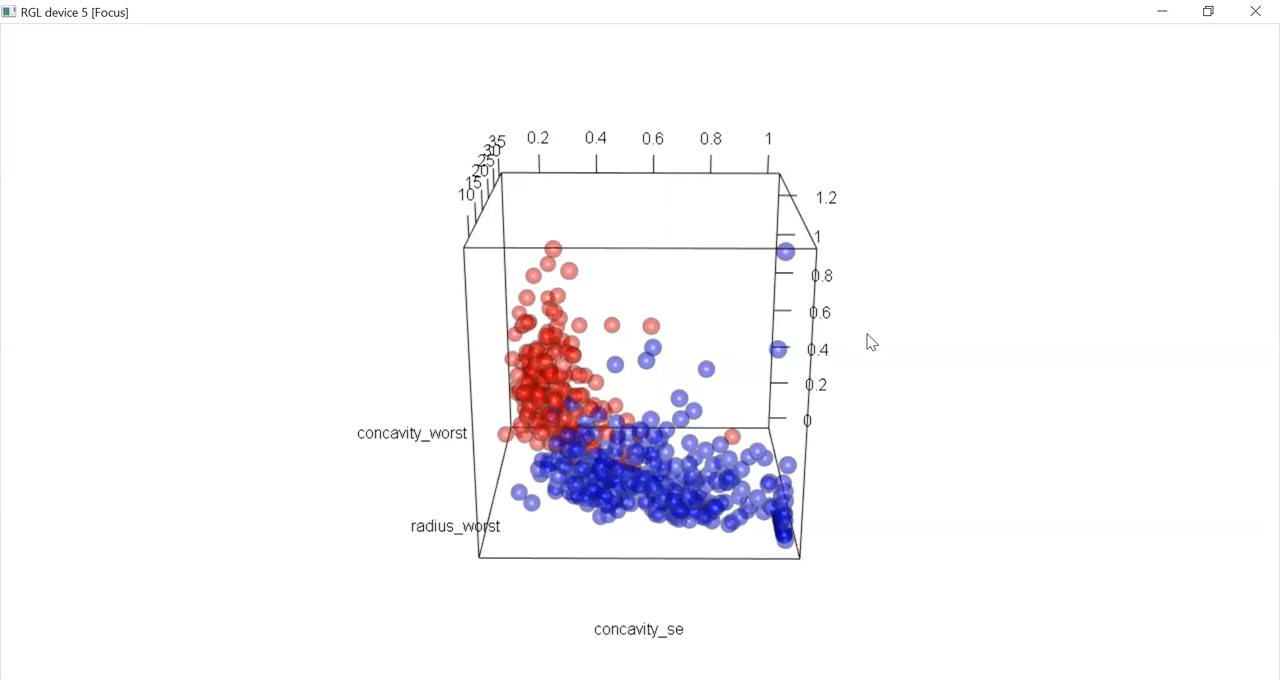 RGL device 5 [Focus]
0.2 0.4 0.6 0.8 1
35
30
25
20
15
10
1.2
1
0.8
0.6
0.4
0.2
0
concavity_worst
radius_worst
concavity_se